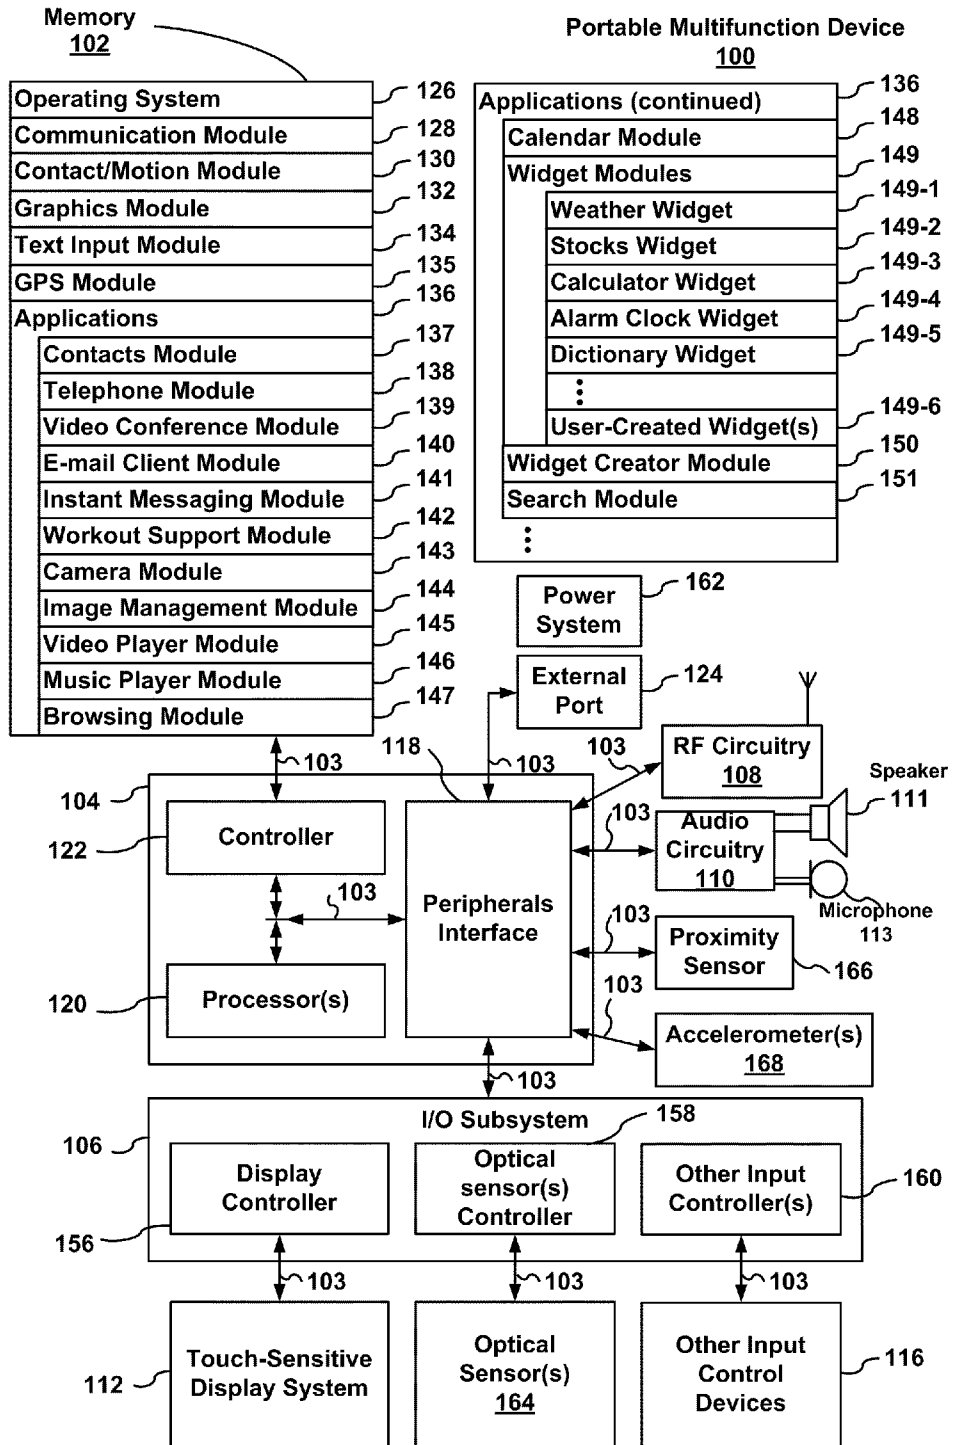 Memory
102
Operating System
126
Communication Module
128
Contact/Motion Module
130
Graphics Module
132
Text Input Module
134
GPS Module
135
Applications
136
Contacts Module
137
Telephone Module
138
Video Conference Module
139
E-mail Client Module
140
Instant Messaging Module
141
Workout Support Module
142
Camera Module
143
Image Management Module
144
Video Player Module
145
Music Player Module
146
Browsing Module
147
Portable Multifunction Device
100
Applications (continued)
136
Calendar Module
148
Widget Modules
149
Weather Widget
149-1
Stocks Widget
149-2
Calculator Widget
149-3
Alarm Clock Widget
149-4
Dictionary Widget
149-5
User-Created Widget(s)
149-6
Widget Creator Module
150
Search Module
151
Power
System
162
External
Port
124
103
103
118
103
RF Circuitry
108
Speaker
111
104
Controller
122
103
Audio
Circuitry
110
Microphone
113
103
Peripherals
Interface
103
Proximity
Sensor
166
Processor(s)
120
103
Accelerometer(s)
168
103
I/O Subsystem
106
158
Display
Controller
156
Optical
sensor(s)
Controller
Other Input
Controller(s)
160
103
103
103
Touch-Sensitive
Display System
112
Optical
Sensor(s)
164
Other Input
Control
Devices
116